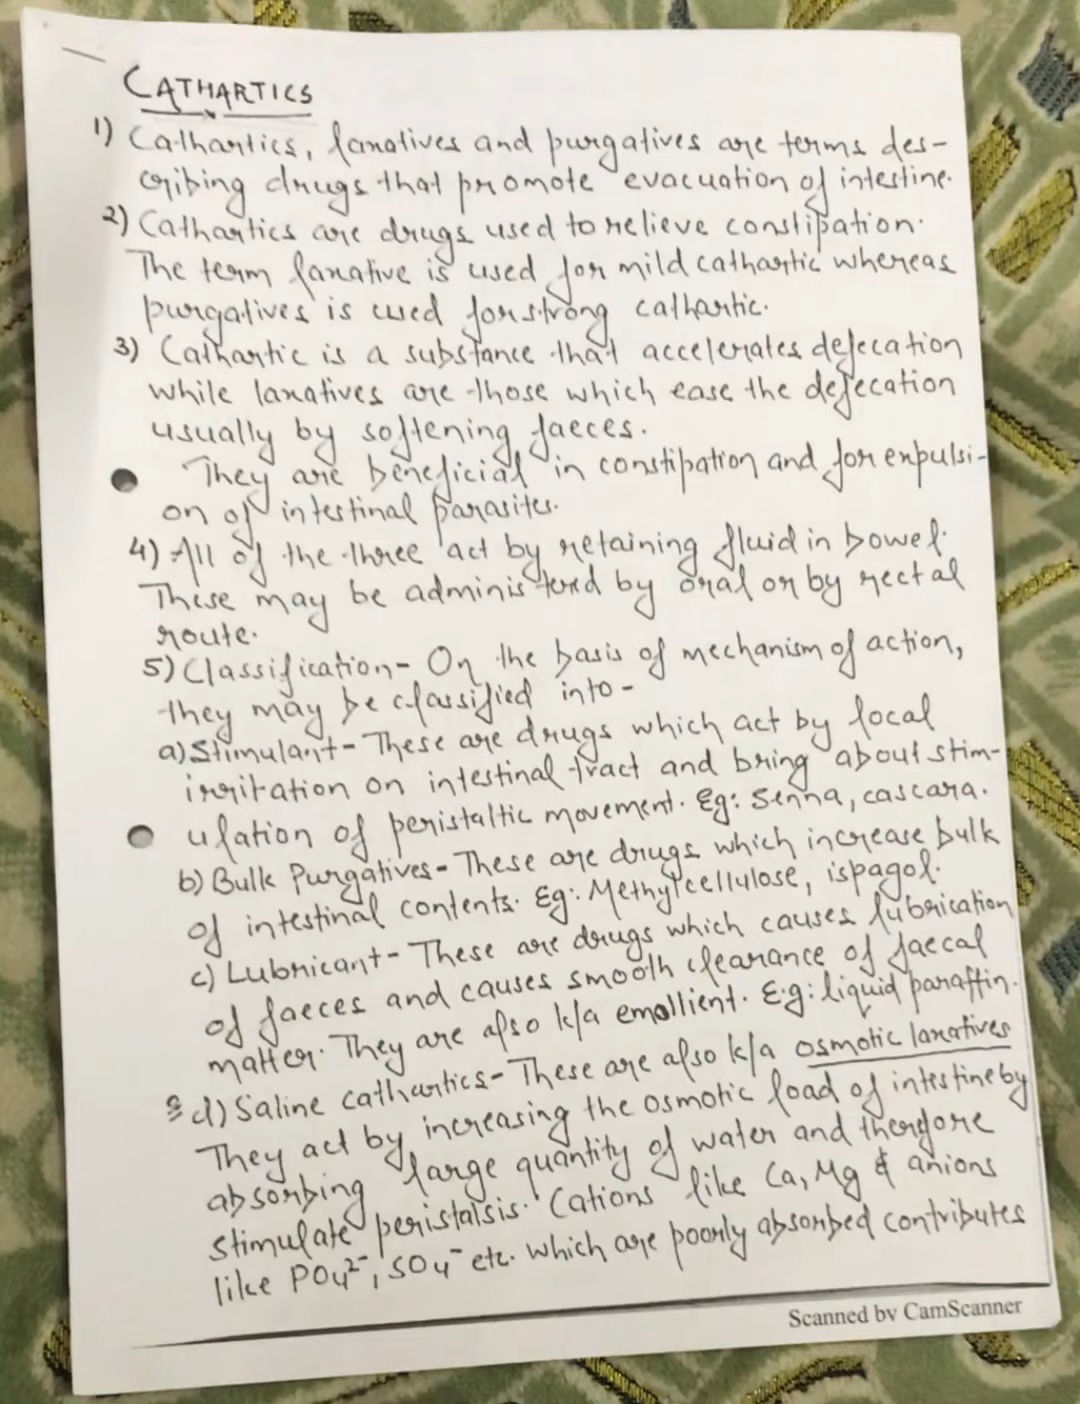 CATHARTICS
1) Cathartics, laxatives and purgatives are terms des-
cribing drugs that promote evacuation of intestine.
2) Cathartics are drugs used to relieve constipation.
The term laxative is used for mild cathartic whereas
purgatives is used for strong cathartic.
3) Cathartic is a substance that accelerates defecation
while laxatives are those which ease the defecation
usually by softening faeces.
They are beneficial in constipation and for expulsi-
on of intestinal parasites.
4) All of the three act by retaining fluid in bowel.
These may be administered by oral or by rectal
route.
5) Classification- On the basis of mechanism of action,
they may be classified into -
a) Stimulant- These are drugs which act by local
irritation on intestinal tract and bring about stim-
ulation of peristaltic movement. Eg: Senna, cascara.
b) Bulk Purgatives- These are drugs which increase bulk
of intestinal contents. Eg: Methylcellulose, ispagol.
c) Lubricant- These are drugs which causes lubrication
of faeces and causes smooth clearance of faecal
matter. They are also k/a emollient. E.g: liquid paraffin.
d) Saline cathartics- These are also k/a osmotic laxatives
They act by increasing the osmotic load of intestine by
absorbing large quantity of water and therefore
stimulate peristalsis. Cations like Ca, Mg & anions
like PO4²⁻, SO4⁻ etc. which are poorly absorbed contributes
Scanned by CamScanner